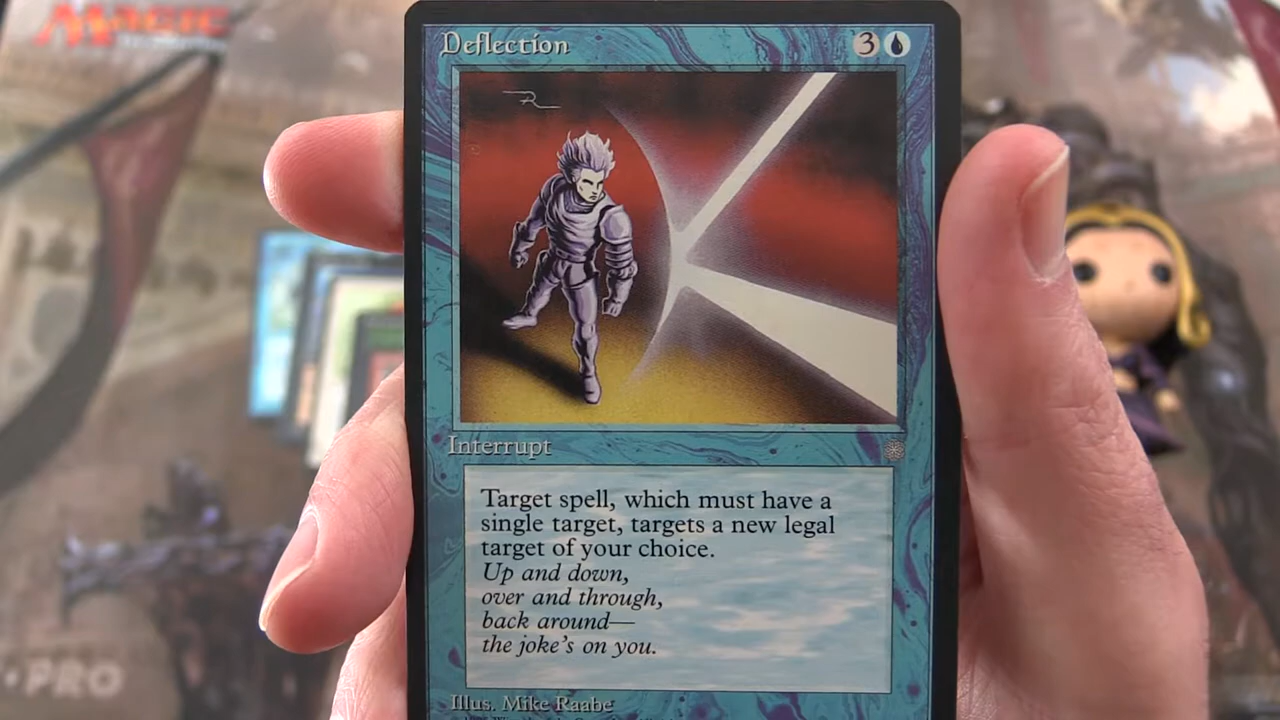 Magic
Deflection
3
R
Interrupt
Target spell, which must have a
single target, targets a new legal
target of your choice.
Up and down,
over and through,
back around—
the joke's on you.
PRO
Illus. Mike Raabe